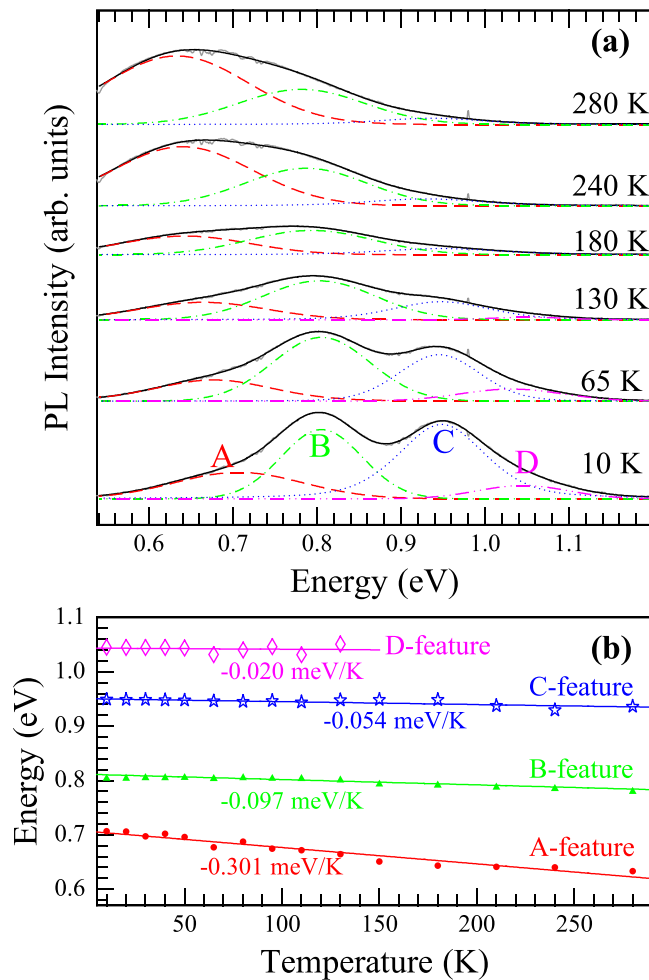 (a)
PL Intensity (arb. units)
280 K
240 K
180 K
130 K
65 K
A B C D 10 K
0.6 0.7 0.8 0.9 1.0 1.1
Energy (eV)
(b)
Energy (eV)
1.1
1.0
0.9
0.8
0.7
0.6
D-feature
-0.020 meV/K
C-feature
-0.054 meV/K
B-feature
-0.097 meV/K
A-feature
-0.301 meV/K
50 100 150 200 250
Temperature (K)